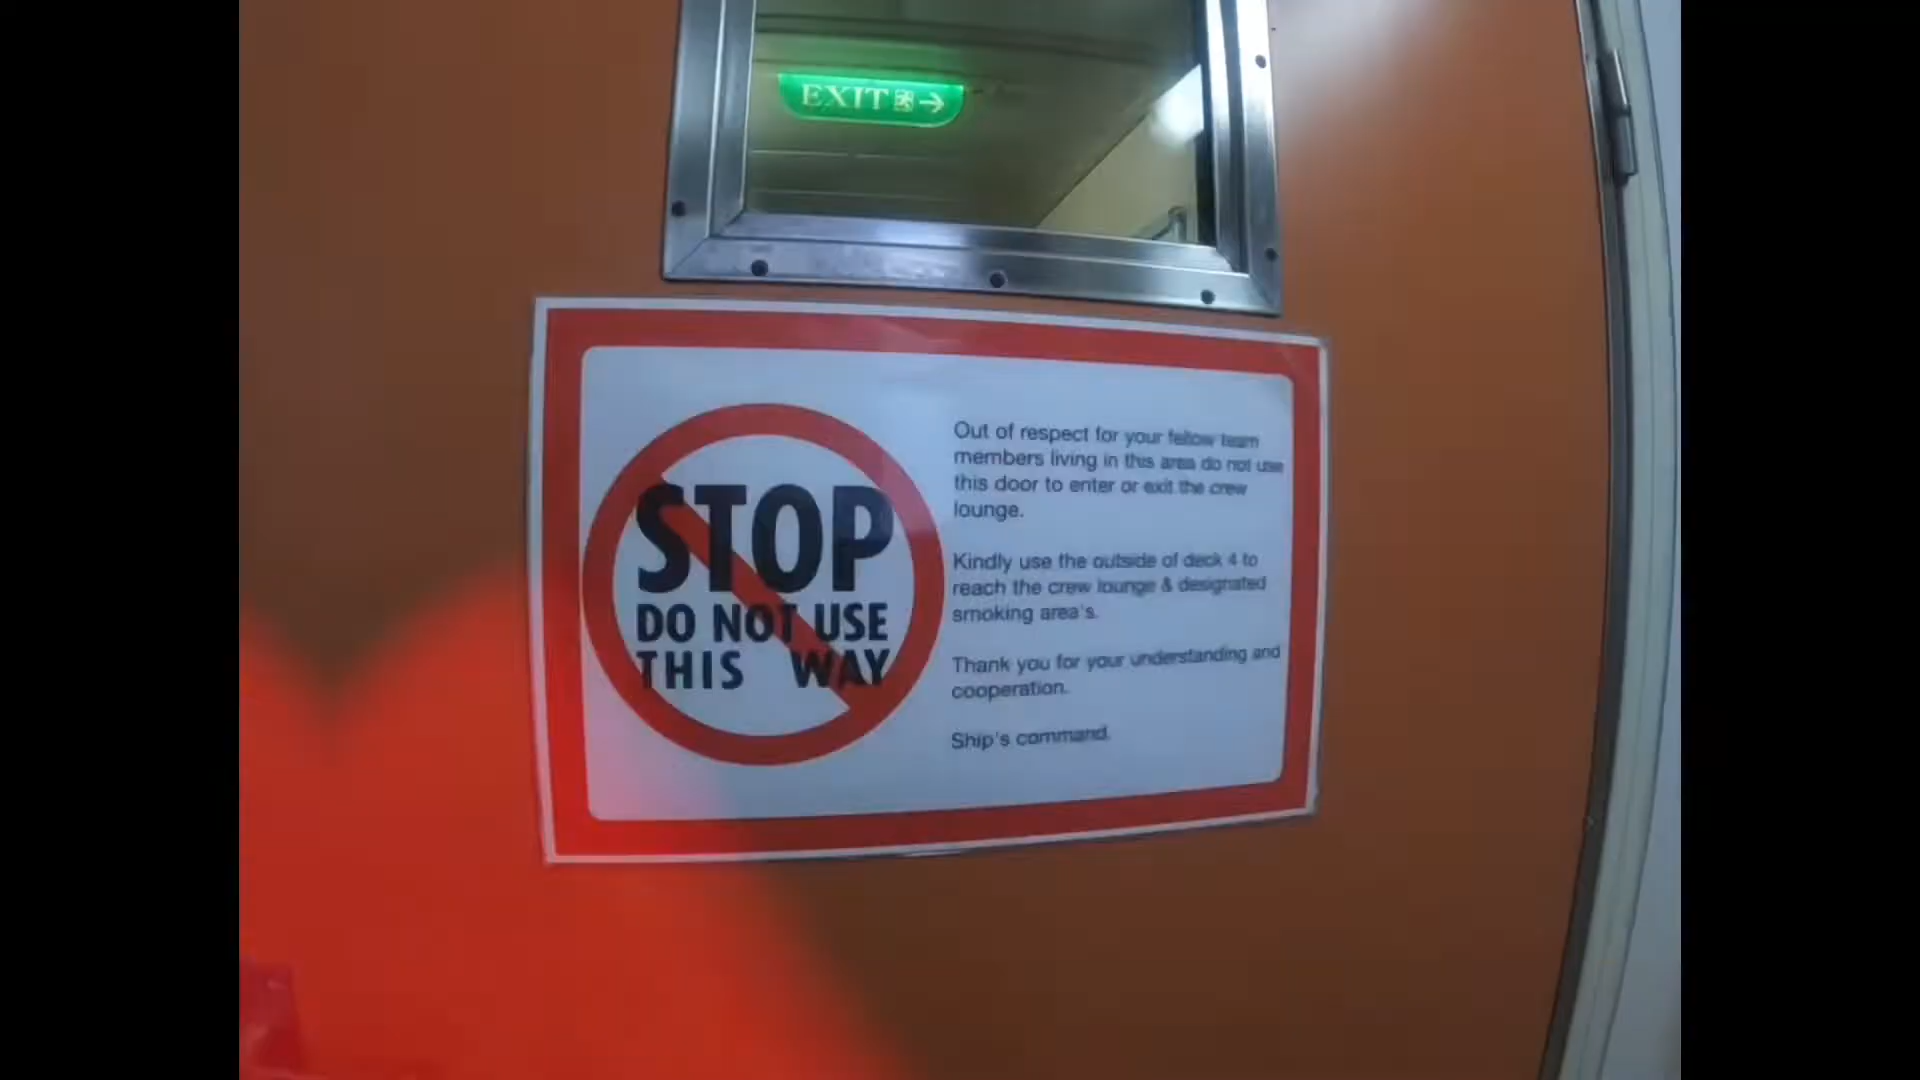 EXIT
STOP
DO NOT USE
THIS WAY
Out of respect for your fellow team
members living in this area do not use
this door to enter or exit the crew
lounge.
Kindly use the outside of deck 4 to
reach the crew lounge & designated
smoking area's.
Thank you for your understanding and
cooperation.
Ship's command.